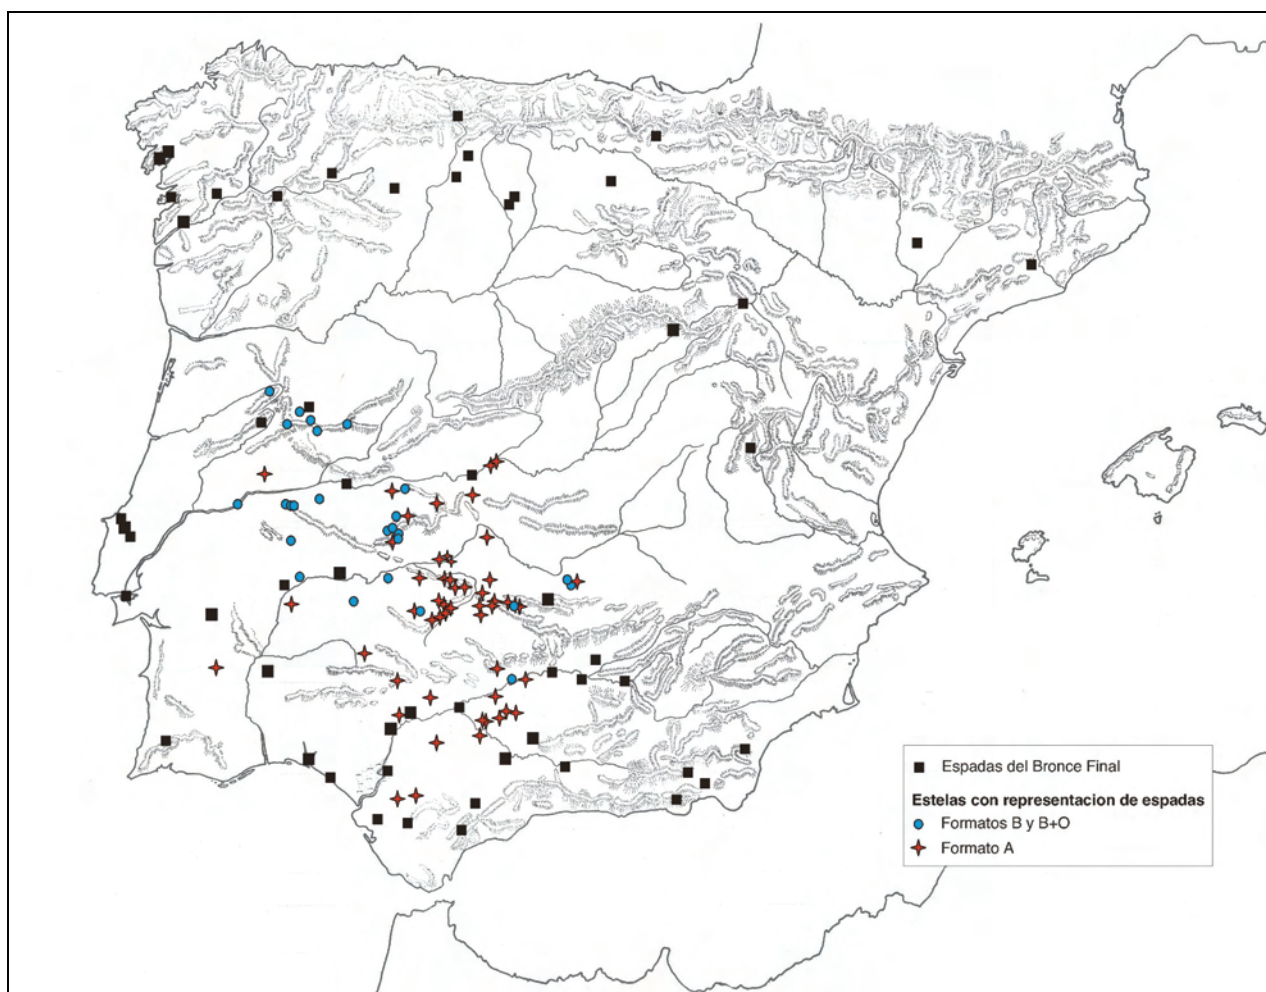 Espadas del Bronce Final
Estelas con representacion de espadas
Formatos B y B+O
Formato A